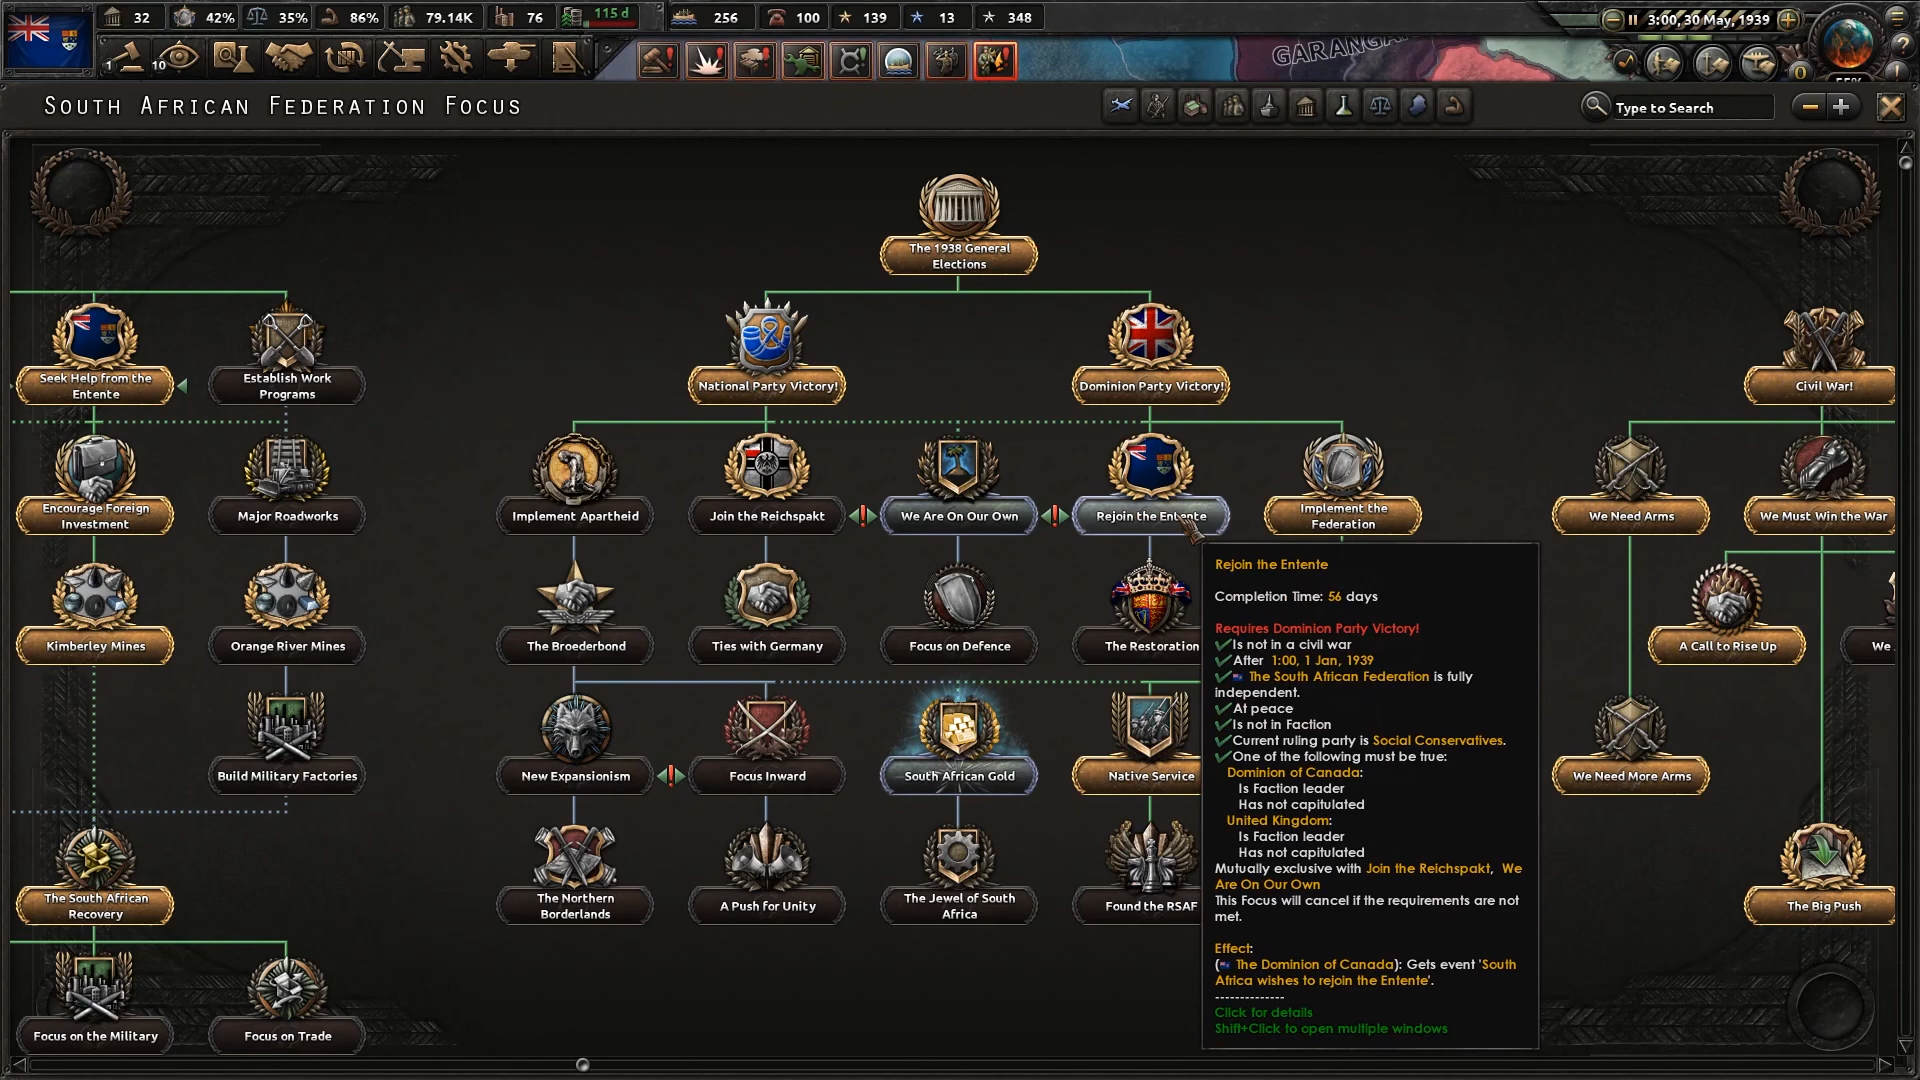 32
42%
35%
86%
79.14K
76
115 d
256
100
139
13
348
3:00, 30 May, 1939
1
10
GARANGA
0
55%
SOUTH AFRICAN FEDERATION FOCUS
Type to Search
The 1938 General
Elections
Seek Help from the
Entente
Establish Work
Programs
National Party Victory!
Dominion Party Victory!
Civil War!
Encourage Foreign
Investment
Major Roadworks
Implement Apartheid
Join the Reichspakt
We Are On Our Own
Rejoin the Entente
Implement the
Federation
We Need Arms
We Must Win the War
Kimberley Mines
Orange River Mines
The Broederbond
Ties with Germany
Focus on Defence
The Restoration
A Call to Rise Up
We
Build Military Factories
New Expansionism
Focus Inward
South African Gold
Native Service
We Need More Arms
The South African
Recovery
The Northern
Borderlands
A Push for Unity
The Jewel of South
Africa
Found the RSAF
The Big Push
Focus on the Military
Focus on Trade
Rejoin the Entente
Completion Time: 56 days
Requires Dominion Party Victory!
Is not in a civil war
After 1:00, 1 Jan, 1939
The South African Federation is fully
independent.
At peace
Is not in Faction
Current ruling party is Social Conservatives.
One of the following must be true:
Dominion of Canada:
Is Faction leader
Has not capitulated
United Kingdom:
Is Faction leader
Has not capitulated
Mutually exclusive with Join the Reichspakt, We
Are On Our Own
This Focus will cancel if the requirements are not
met.
Effect:
( The Dominion of Canada): Gets event 'South
Africa wishes to rejoin the Entente'.
--------------
Click for details
Shift+Click to open multiple windows